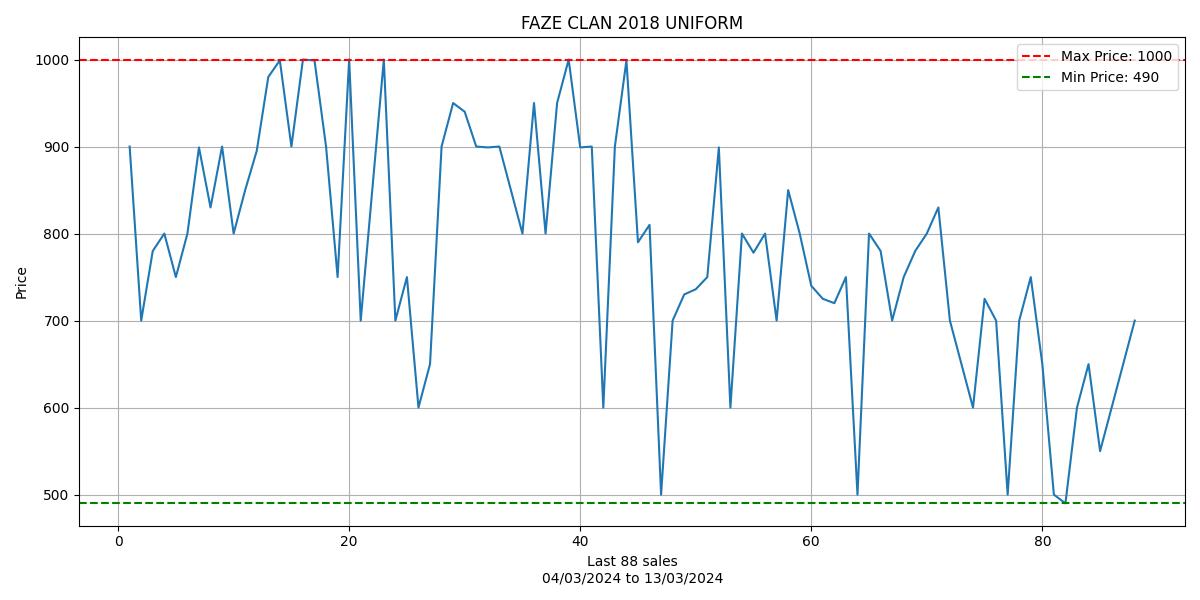 FAZE CLAN 2018 UNIFORM
Max Price: 1000
Min Price: 490
Price
1000
900
800
700
600
500
0 20 40 60 80
Last 88 sales
04/03/2024 to 13/03/2024